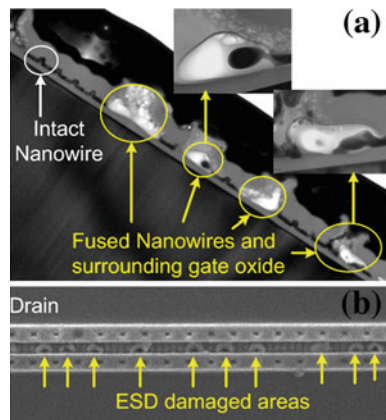 (a)
Intact
Nanowire
Fused Nanowires and
surrounding gate oxide
Drain
(b)
ESD damaged areas